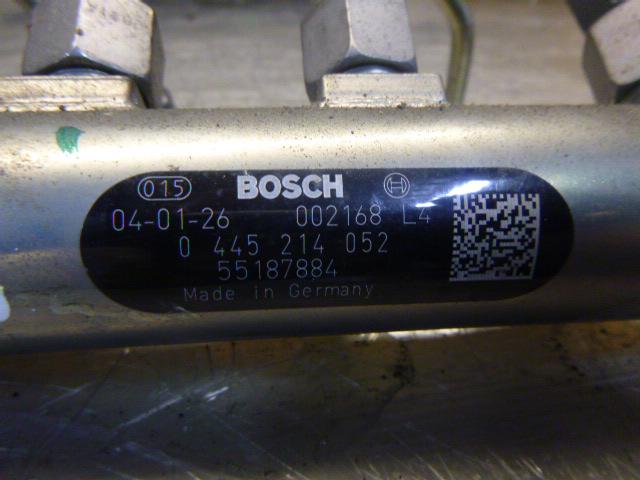 015 BOSCH
04-01-26 002168 L4
0 445 214 052
55187884
Made in Germany